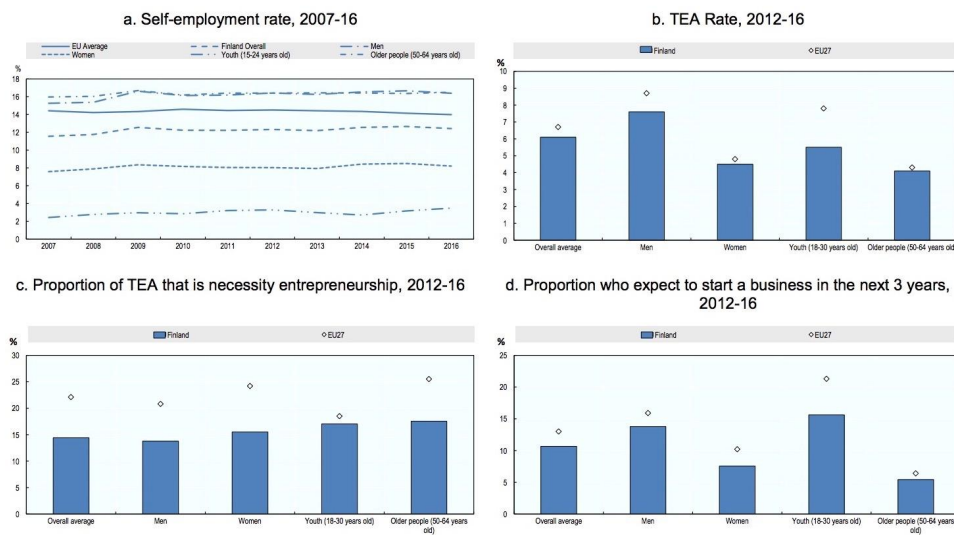 a. Self-employment rate, 2007-16
EU Average Finland Overall Men
Women Youth (15-24 years old) Older people (50-64 years old)
%
18
16
14
12
10
8
6
4
2
0
2007 2008 2009 2010 2011 2012 2013 2014 2015 2016
b. TEA Rate, 2012-16
Finland EU27
%
10
9
8
7
6
5
4
3
2
1
0
Overall average Men Women Youth (18-30 years old) Older people (50-64 years old)
c. Proportion of TEA that is necessity entrepreneurship, 2012-16
Finland EU27
%
30
25
20
15
10
5
0
Overall average Men Women Youth (18-30 years old) Older people (50-64 years
old)
d. Proportion who expect to start a business in the next 3 years,
2012-16
Finland EU27
%
25
20
15
10
5
0
Overall average Men Women Youth (18-30 years old) Older people (50-64 years
old)